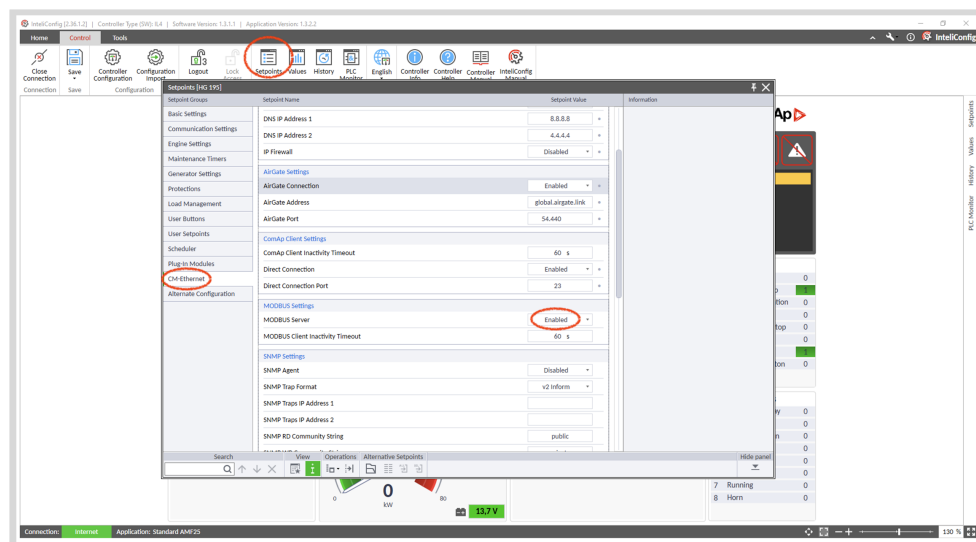 InteliConfig [2.36.1.2] | Controller Type (SW): IL4 | Software Version: 1.3.1.1 | Application Version: 1.3.2.2
Home Control Tools InteliConfig
Close Connection Save Controller Configuration Configuration Import Logout Lock Access Setpoints Values History PLC Monitor English Controller Info Controller Help Controller Manual InteliConfig Manual
Connection Save Configuration
Setpoints [HG 195]
Setpoint Groups Setpoint Name Setpoint Value Information
Basic Settings
Communication Settings
Engine Settings
Maintenance Timers
Generator Settings
Protections
Load Management
User Buttons
User Setpoints
Scheduler
Plug-In Modules
CM-Ethernet
Alternate Configuration
DNS IP Address 1 8.8.8.8
DNS IP Address 2 4.4.4.4
IP Firewall Disabled
AirGate Settings
AirGate Connection Enabled
AirGate Address global.airgate.link
AirGate Port 54.440
ComAp Client Settings
ComAp Client Inactivity Timeout 60 s
Direct Connection Enabled
Direct Connection Port 23
MODBUS Settings
MODBUS Server Enabled
MODBUS Client Inactivity Timeout 60 s
SNMP Settings
SNMP Agent Disabled
SNMP Trap Format v2 Inform
SNMP Traps IP Address 1
SNMP Traps IP Address 2
SNMP RD Community String public
Search View Operations Alternative Setpoints Hide panel
Ap
Setpoints
Values
History
PLC Monitor
0
1
tion 0
0
top 0
0
1
ton 0
0
0
0
0
0
0
7 Running 0
8 Horn 0
0 0 80
kW
13,7 V
Connection: Internet Application: Standard AMF25 130 %